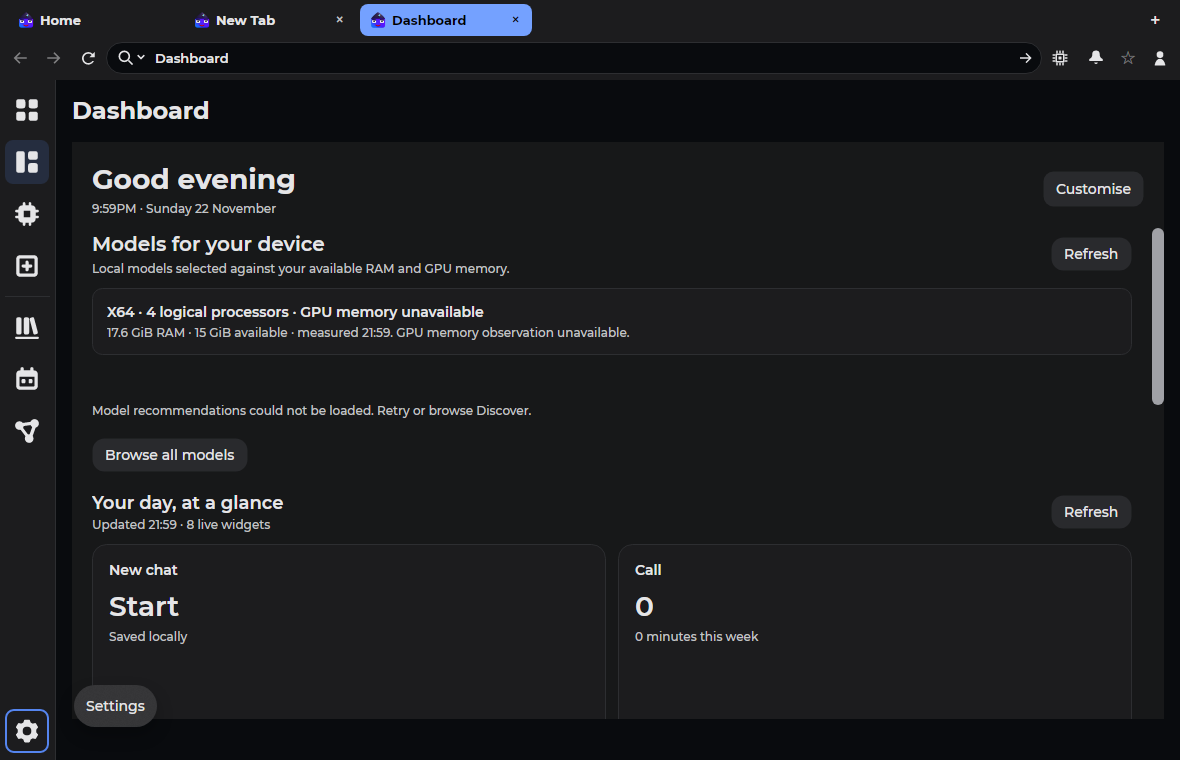 Home
New Tab
Dashboard
Dashboard
Dashboard
Good evening
9:59PM · Sunday 22 November
Customise
Models for your device
Local models selected against your available RAM and GPU memory.
Refresh
X64 · 4 logical processors · GPU memory unavailable
17.6 GiB RAM · 15 GiB available · measured 21:59. GPU memory observation unavailable.
Model recommendations could not be loaded. Retry or browse Discover.
Browse all models
Your day, at a glance
Updated 21:59 · 8 live widgets
Refresh
New chat
Start
Saved locally
Call
0
0 minutes this week
Settings